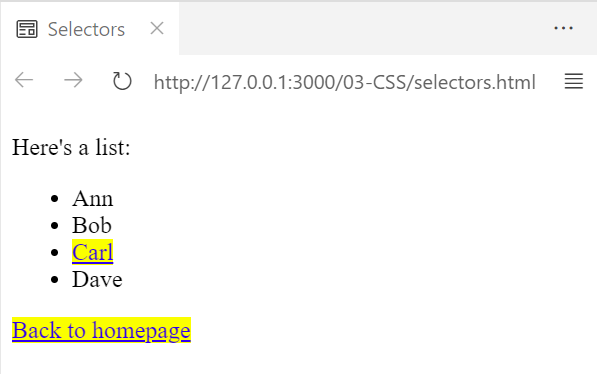 Selectors
http://127.0.0.1:3000/03-CSS/selectors.html
Here's a list:
Ann
Bob
Carl
Dave
Back to homepage